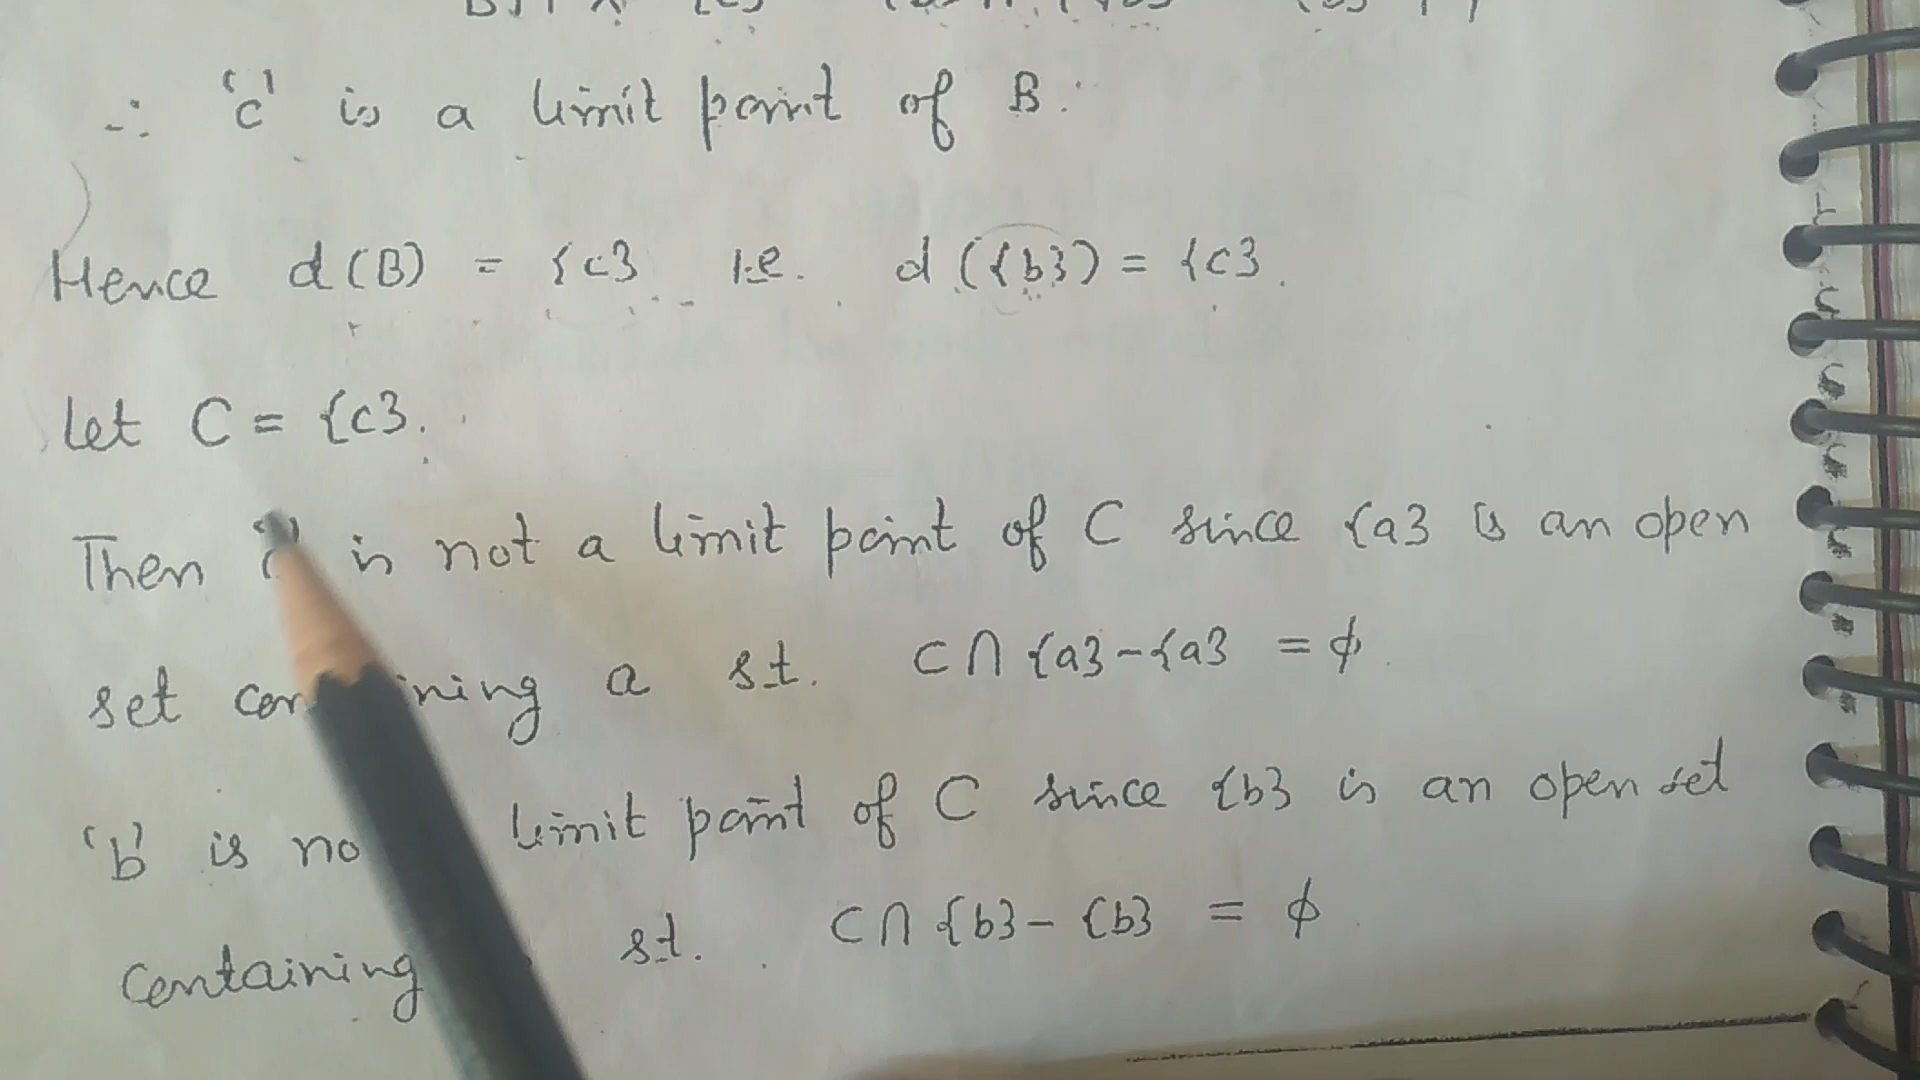 ∴ 'c' is a limit point of B.
Hence d(B) = {c} i.e. d({b}) = {c}.
Let C = {c}.
Then is not a limit point of C since {a} is an open
set a s.t. C∩{a}-{a} = φ.
'b' is limit point of C since {b} is an open set
containing s.t. C∩{b}-{b} = φ